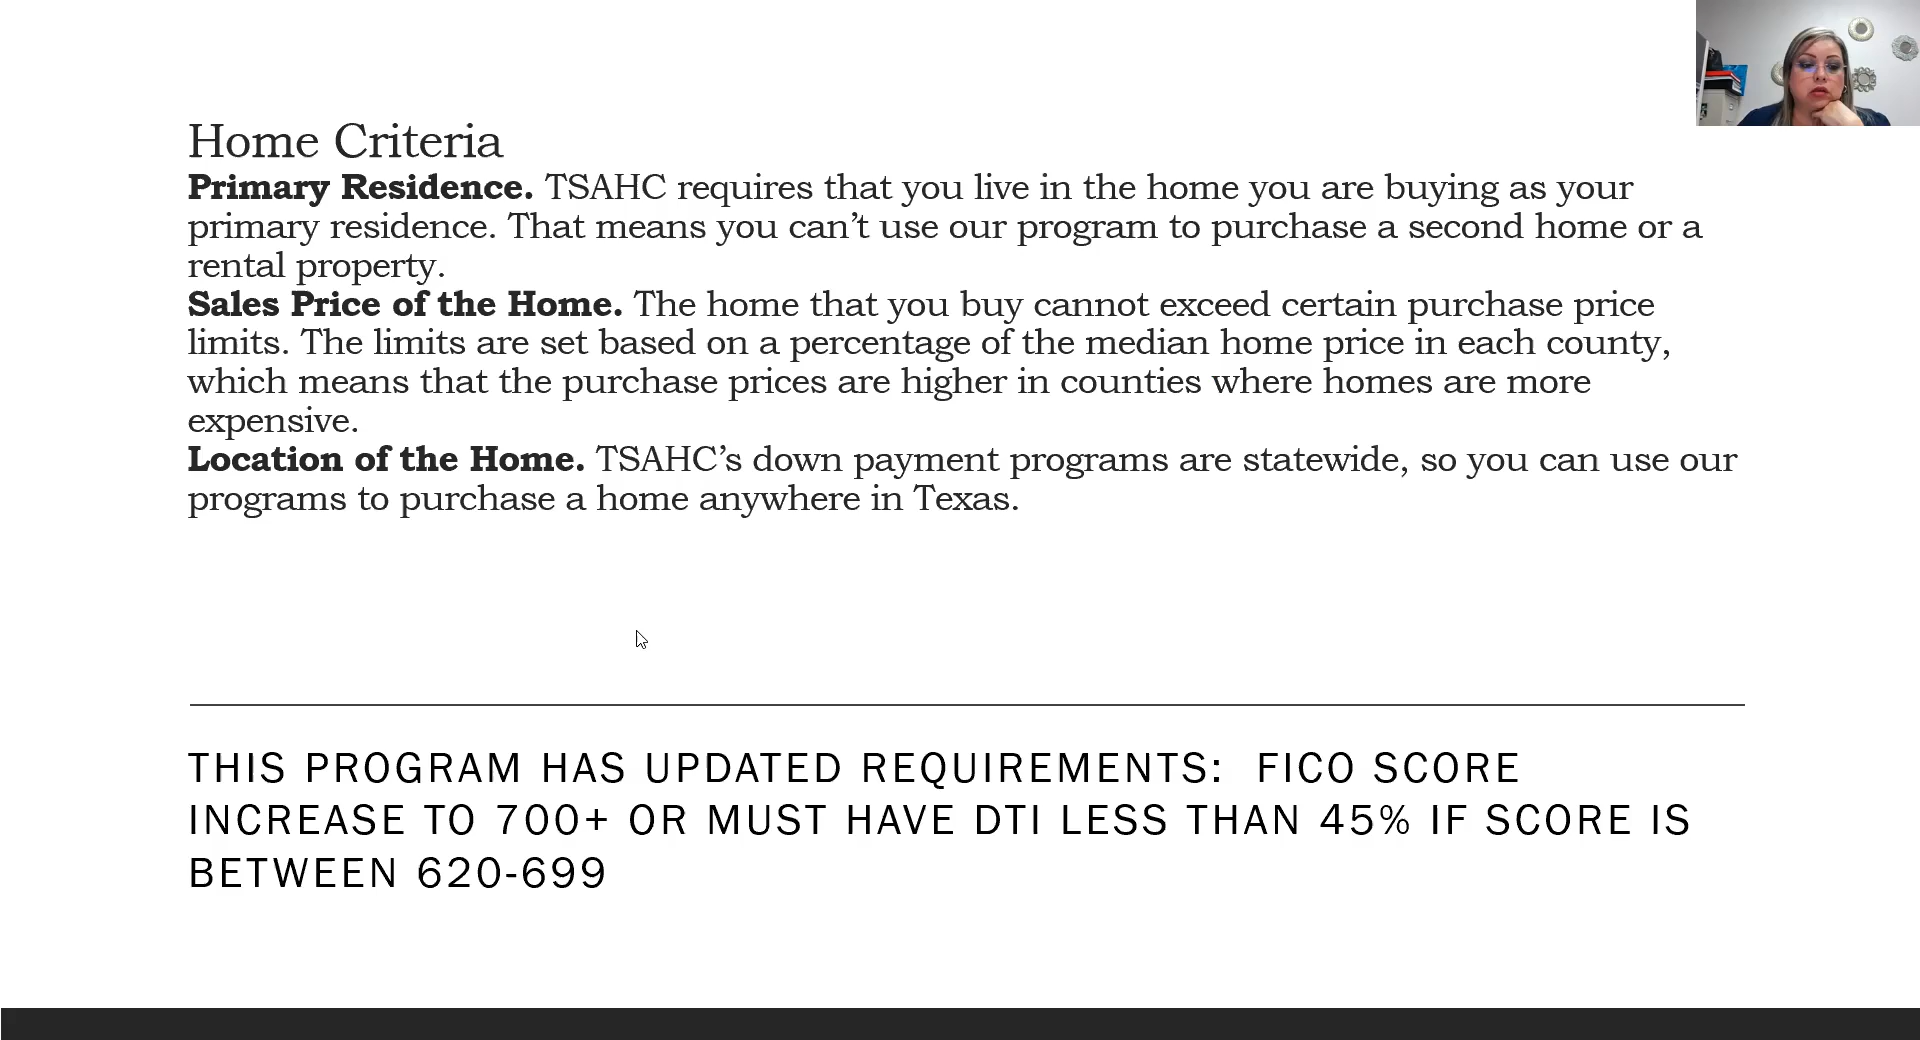 Home Criteria
Primary Residence. TSAHC requires that you live in the home you are buying as your
primary residence. That means you can’t use our program to purchase a second home or a
rental property.
Sales Price of the Home. The home that you buy cannot exceed certain purchase price
limits. The limits are set based on a percentage of the median home price in each county,
which means that the purchase prices are higher in counties where homes are more
expensive.
Location of the Home. TSAHC’s down payment programs are statewide, so you can use our
programs to purchase a home anywhere in Texas.
THIS PROGRAM HAS UPDATED REQUIREMENTS: FICO SCORE
INCREASE TO 700+ OR MUST HAVE DTI LESS THAN 45% IF SCORE IS
BETWEEN 620-699